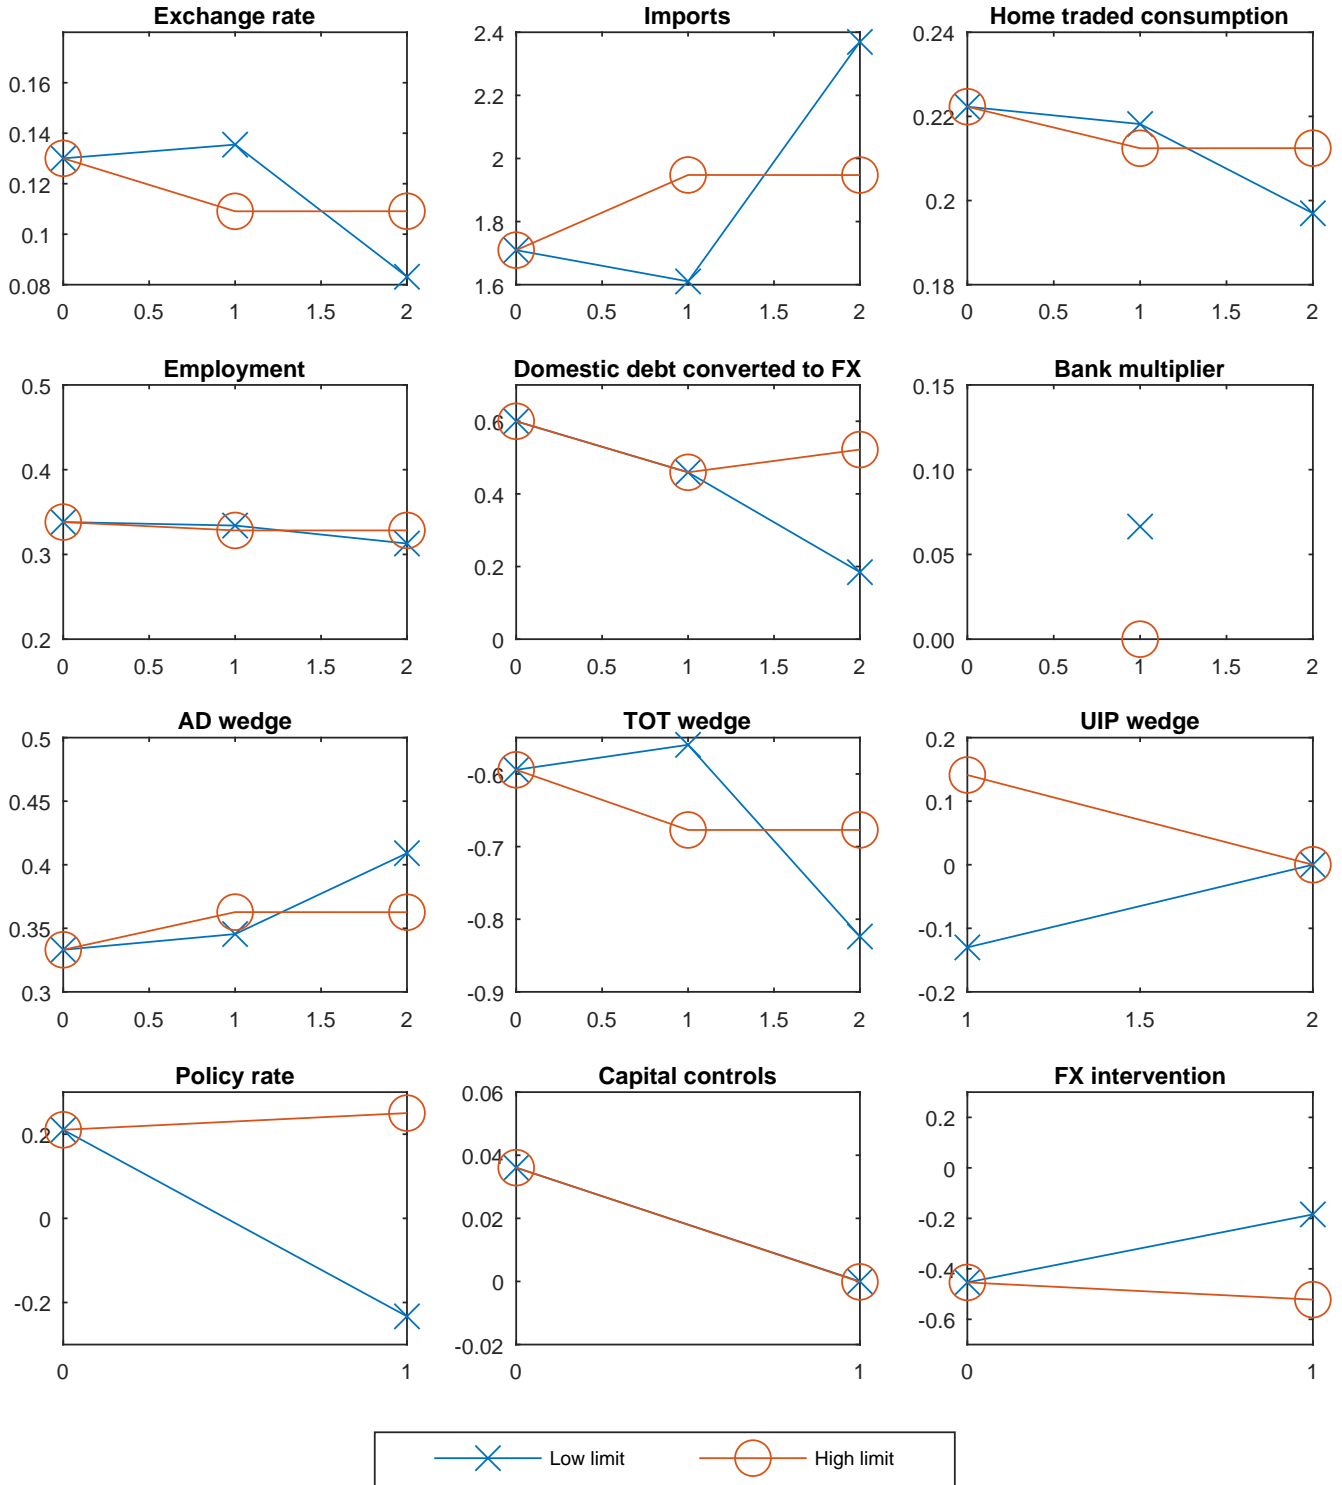 Exchange rate
0.16
0.14
0.12
0.1
0.08
0 0.5 1 1.5 2
Imports
2.4
2.2
2
1.8
1.6
0 0.5 1 1.5 2
Home traded consumption
0.24
0.22
0.2
0.18
0 0.5 1 1.5 2
Employment
0.5
0.4
0.3
0.2
0 0.5 1 1.5 2
Domestic debt converted to FX
0.6
0.4
0.2
0
0 0.5 1 1.5 2
Bank multiplier
0.15
0.10
0.05
0.00
0 0.5 1 1.5 2
AD wedge
0.5
0.45
0.4
0.35
0.3
0 0.5 1 1.5 2
TOT wedge
-0.6
-0.7
-0.8
-0.9
0 0.5 1 1.5 2
UIP wedge
0.2
0.1
0
-0.1
-0.2
1 1.5 2
Policy rate
0.2
0
-0.2
0 1
Capital controls
0.06
0.04
0.02
0
-0.02
0 1
FX intervention
0.2
0
-0.2
-0.4
-0.6
0 1
Low limit High limit